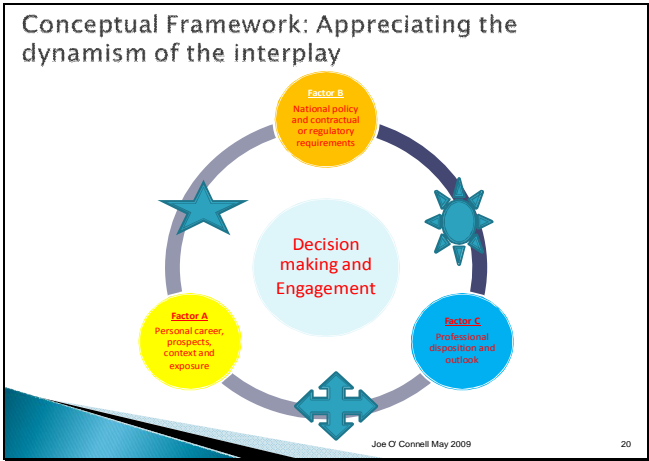 Conceptual Framework: Appreciating the
dynamism of the interplay
Factor B
National policy
and contractual
or regulatory
requirements
Decision
making and
Engagement
Factor A
Personal career,
prospects,
context and
exposure
Factor C
Professional
disposition and
outlook
Joe O' Connell May 2009
20